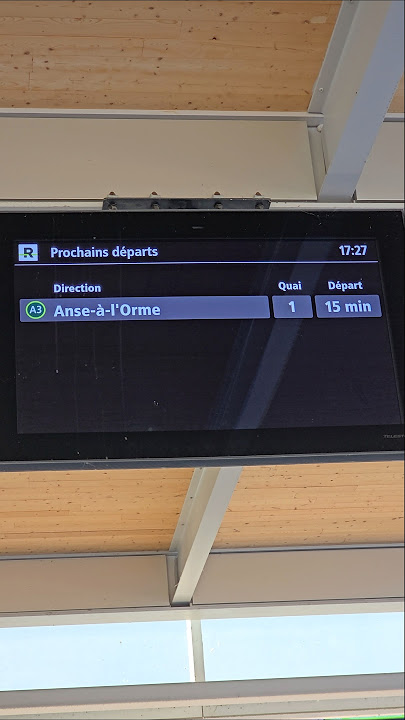 R Prochains départs 17:27
Direction Quai Départ
A3 Anse-à-l'Orme 1 15 min